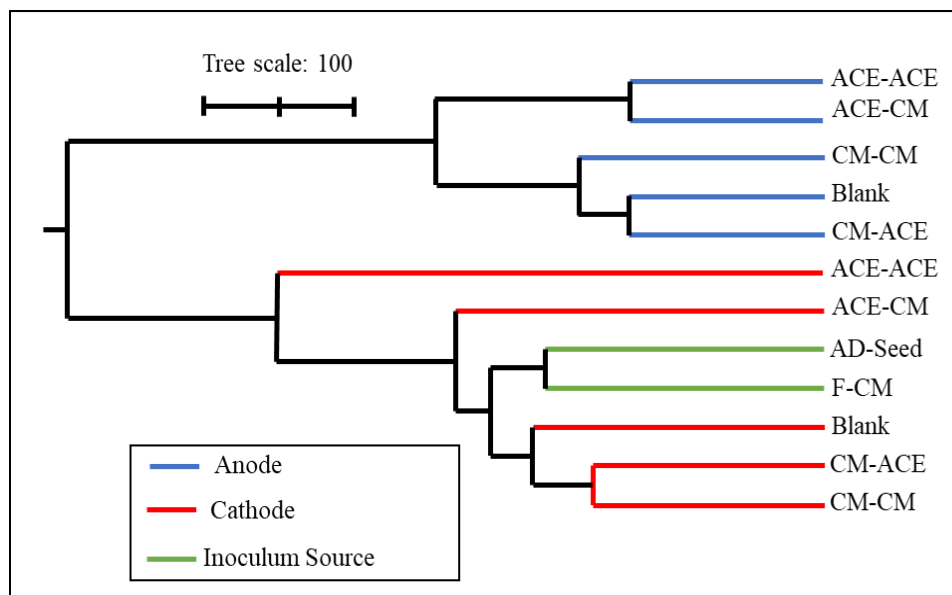 Tree scale: 100
ACE-ACE
ACE-CM
CM-CM
Blank
CM-ACE
ACE-ACE
ACE-CM
AD-Seed
F-CM
Blank
CM-ACE
CM-CM
Anode
Cathode
Inoculum Source